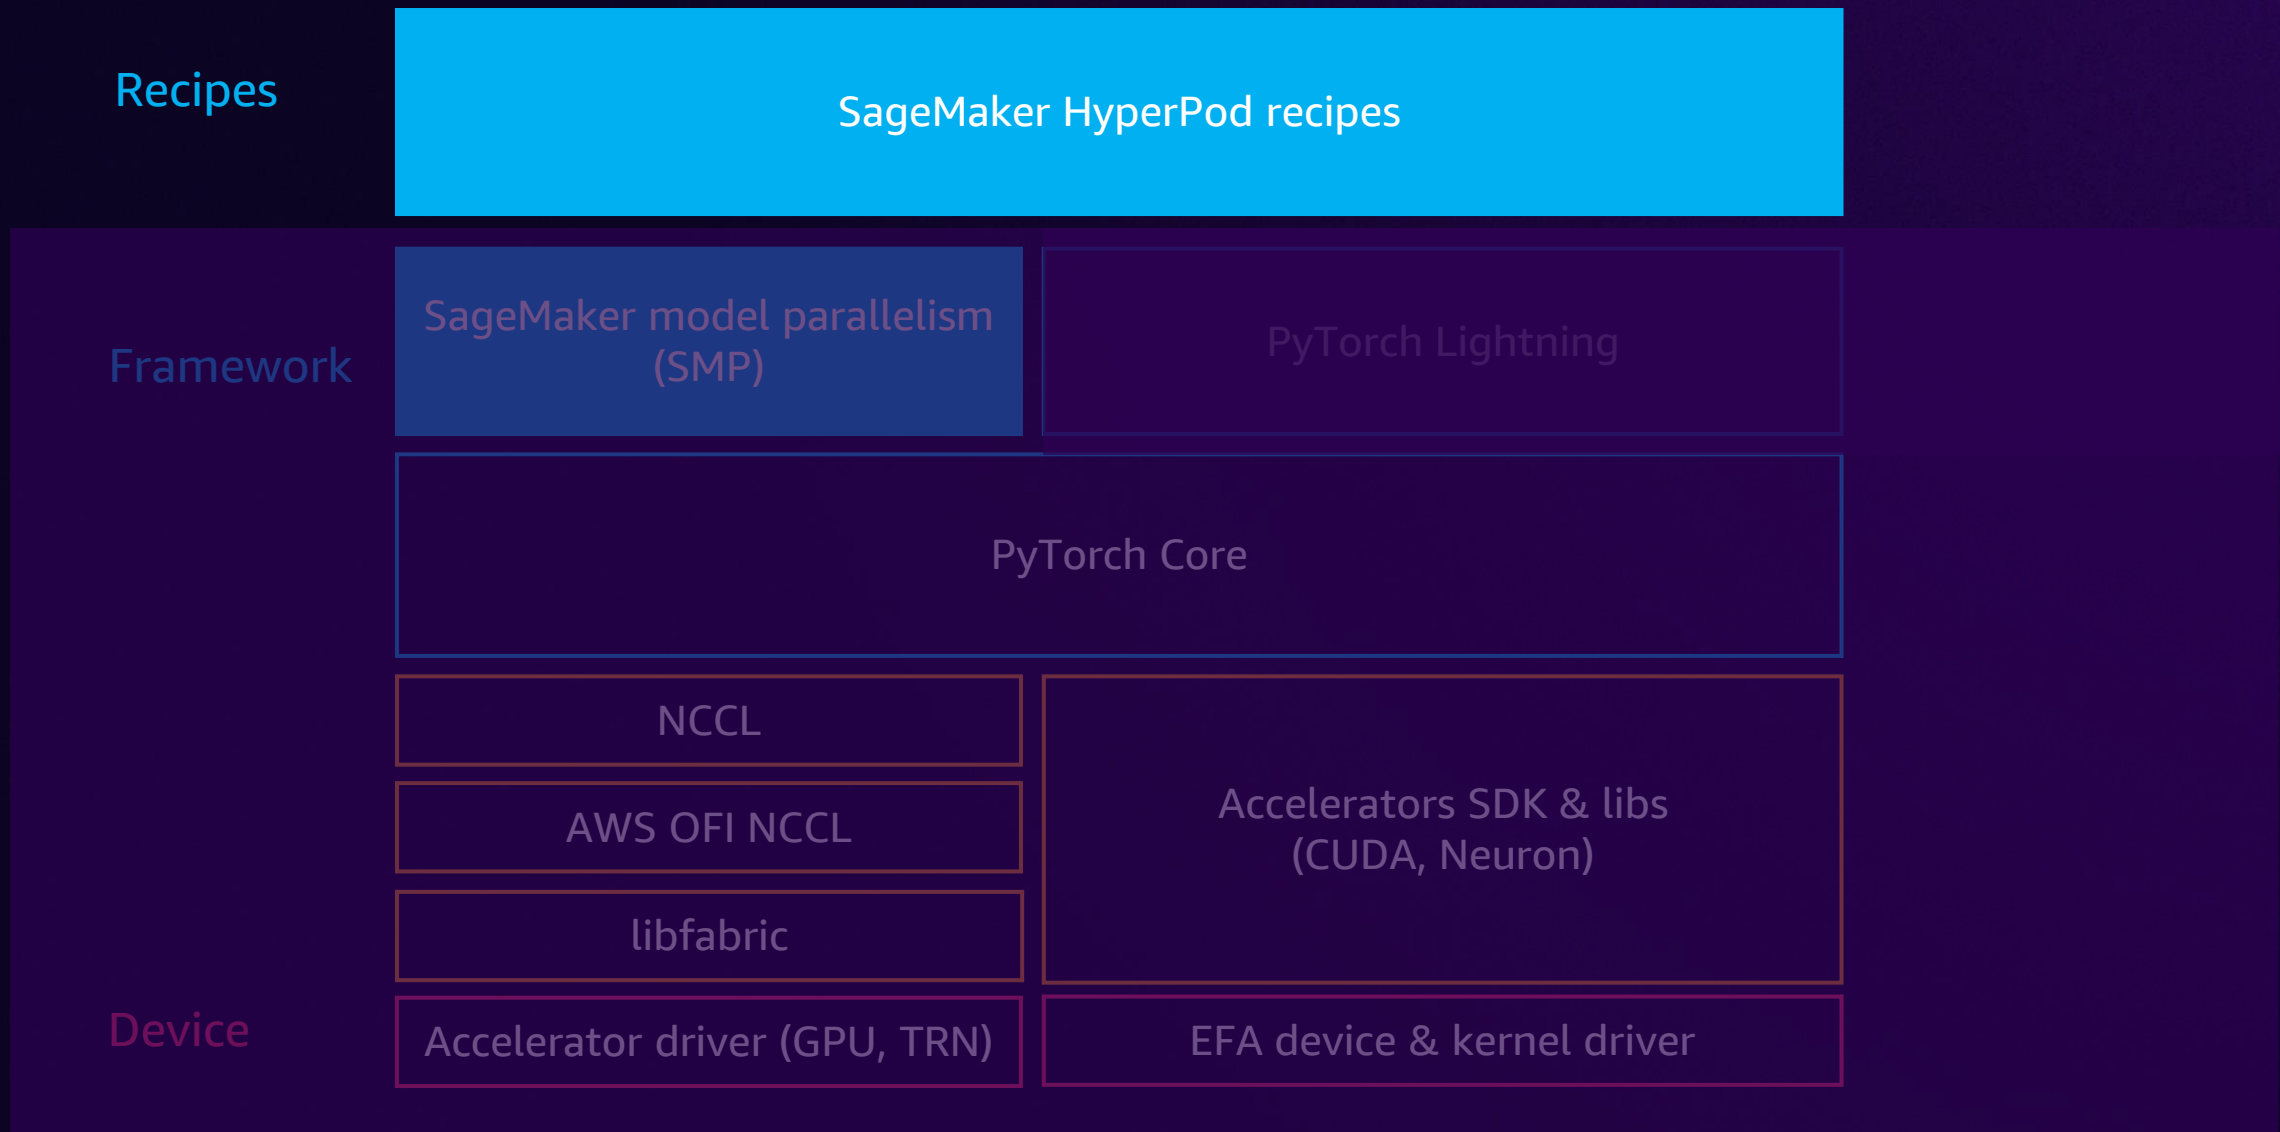 Recipes
SageMaker HyperPod recipes
Framework
SageMaker model parallelism
(SMP)
PyTorch Lightning
PyTorch Core
NCCL
AWS OFI NCCL
libfabric
Accelerators SDK & libs
(CUDA, Neuron)
Device
Accelerator driver (GPU, TRN)
EFA device & kernel driver